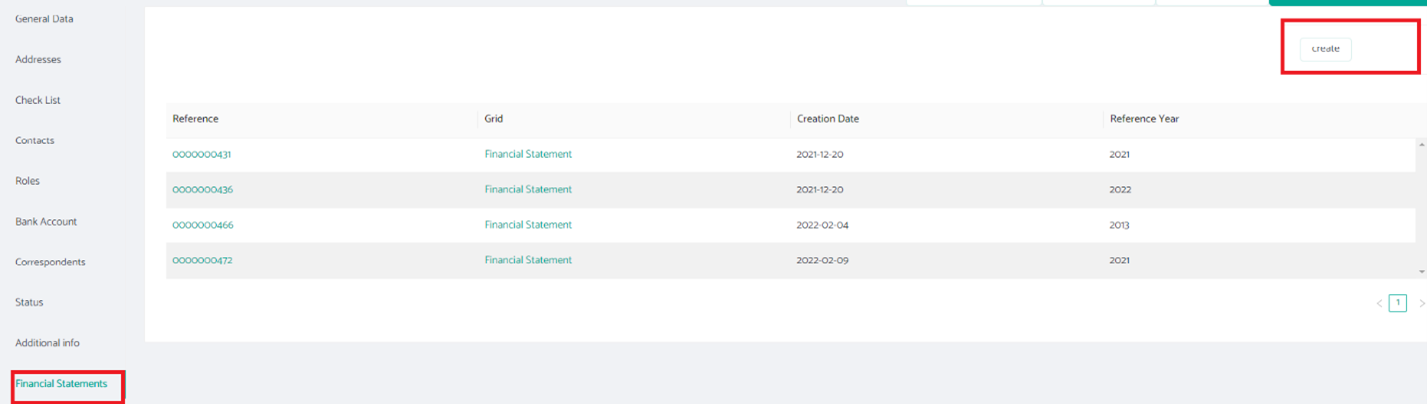 General Data
Addresses
Check List
Contacts
Roles
Bank Account
Correspondents
Status
Additional info
Financial Statements
create
Reference Grid Creation Date Reference Year
0000000431 Financial Statement 2021-12-20 2021
0000000436 Financial Statement 2021-12-20 2022
0000000466 Financial Statement 2022-02-04 2013
0000000472 Financial Statement 2022-02-09 2021
< 1 >